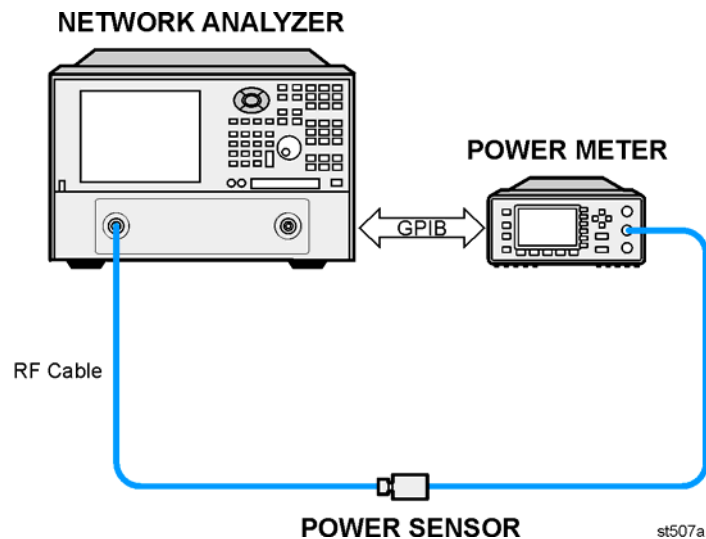 NETWORK ANALYZER
POWER METER
GPIB
RF Cable
POWER SENSOR
st507a